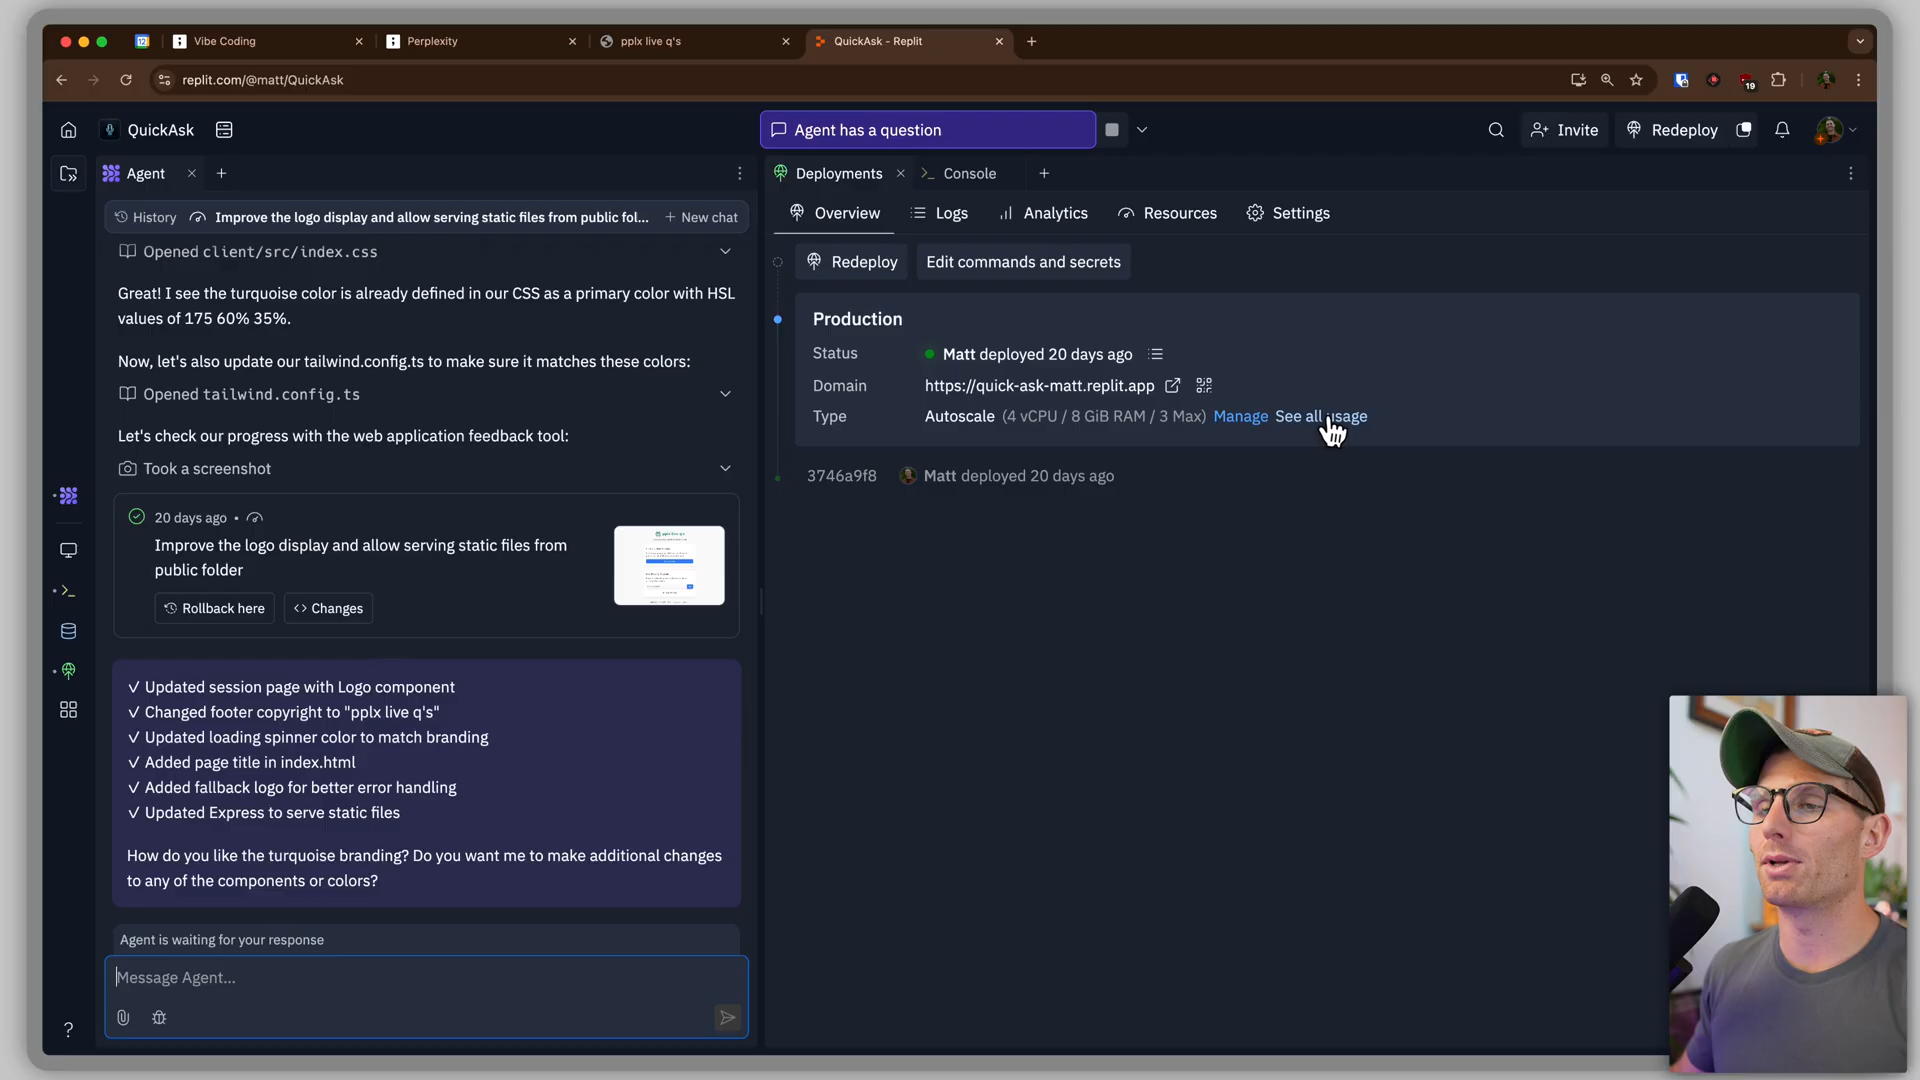 12
Vibe Coding
Perplexity
pplx live q's
QuickAsk - Replit
replit.com/@matt/QuickAsk
19
QuickAsk
Agent has a question
Invite
Redeploy
Agent
Deployments
Console
History
Improve the logo display and allow serving static files from public fol...
New chat
Overview
Logs
Analytics
Resources
Settings
Opened client/src/index.css
Great! I see the turquoise color is already defined in our CSS as a primary color with HSL
values of 175 60% 35%.
Now, let's also update our tailwind.config.ts to make sure it matches these colors:
Opened tailwind.config.ts
Let's check our progress with the web application feedback tool:
Took a screenshot
20 days ago •
Improve the logo display and allow serving static files from
public folder
Rollback here
Changes
✓ Updated session page with Logo component
✓ Changed footer copyright to "pplx live q's"
✓ Updated loading spinner color to match branding
✓ Added page title in index.html
✓ Added fallback logo for better error handling
✓ Updated Express to serve static files
How do you like the turquoise branding? Do you want me to make additional changes
to any of the components or colors?
Agent is waiting for your response
Message Agent...
Redeploy
Edit commands and secrets
Production
Status
Matt deployed 20 days ago
Domain
https://quick-ask-matt.replit.app
Type
Autoscale (4 vCPU / 8 GiB RAM / 3 Max) Manage See all usage
3746a9f8
Matt deployed 20 days ago